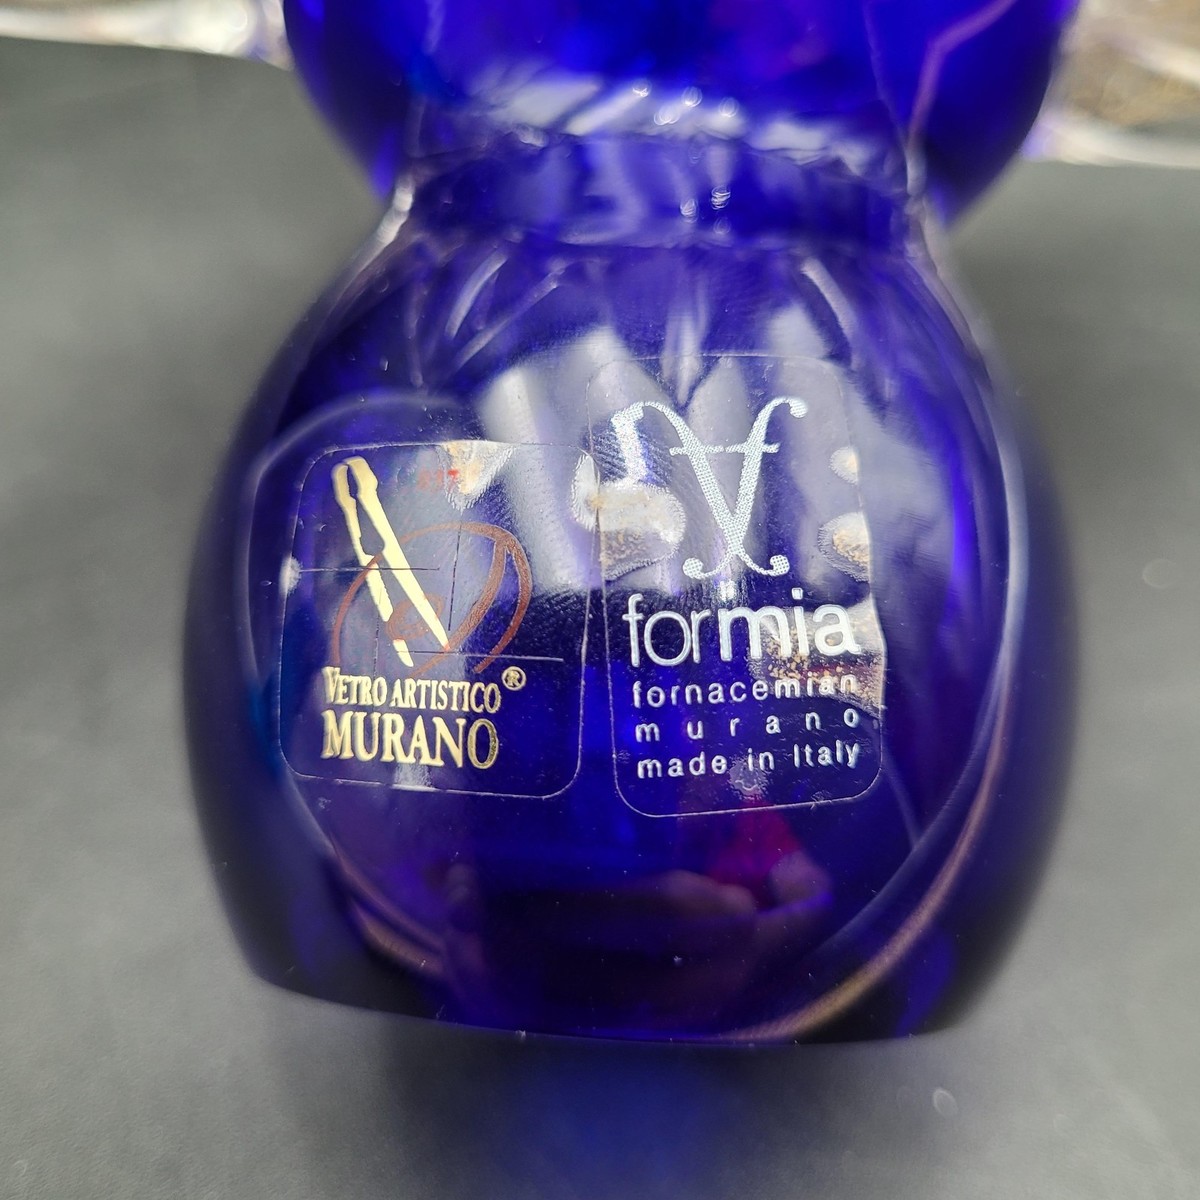 VETRO ARTISTICO®
MURANO
formia
fornacemian
murano
made in Italy